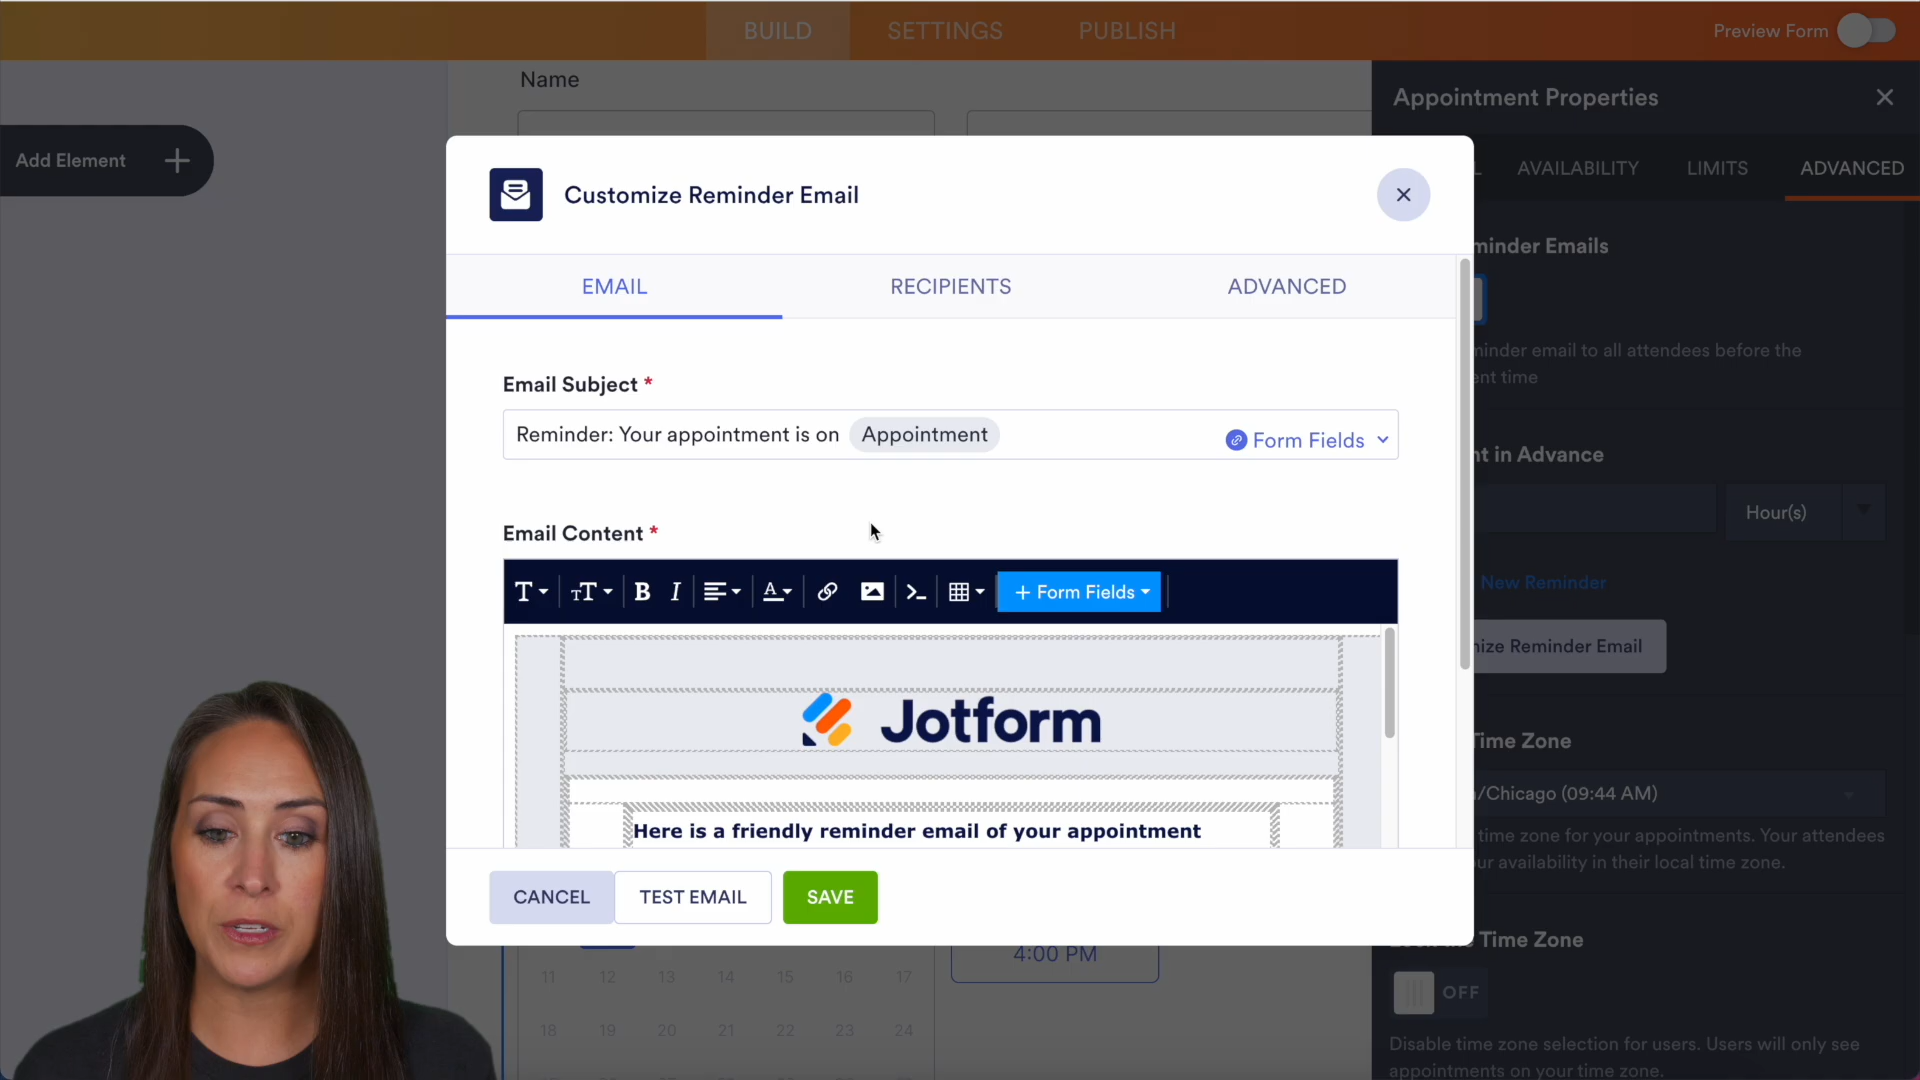 BUILD
SETTINGS
PUBLISH
Preview Form
Name
Add Element
Appointment Properties
AVAILABILITY
LIMITS
ADVANCED
Customize Reminder Email
EMAIL
RECIPIENTS
ADVANCED
minder Emails
minder email to all attendees before the
ent time
Email Subject *
Reminder: Your appointment is on Appointment
Form Fields
nt in Advance
Hour(s)
Email Content *
T
TT
B
I
A
+ Form Fields
New Reminder
mize Reminder Email
Jotform
Time Zone
/Chicago (09:44 AM)
time zone for your appointments. Your attendees
ur availability in their local time zone.
Here is a friendly reminder email of your appointment
CANCEL
TEST EMAIL
SAVE
Time Zone
4:00 PM
11 12 13 14 15 16 17
OFF
18 19 20 21 22 23 24
Disable time zone selection for users. Users will only see
appointments on your time zone.